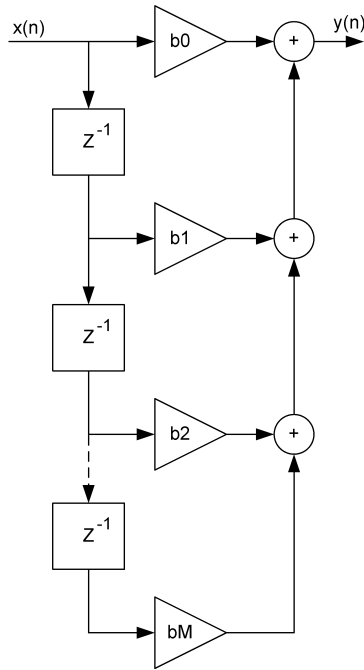 x(n)
y(n)
b0
+
Z⁻¹
b1
+
Z⁻¹
b2
+
Z⁻¹
bM